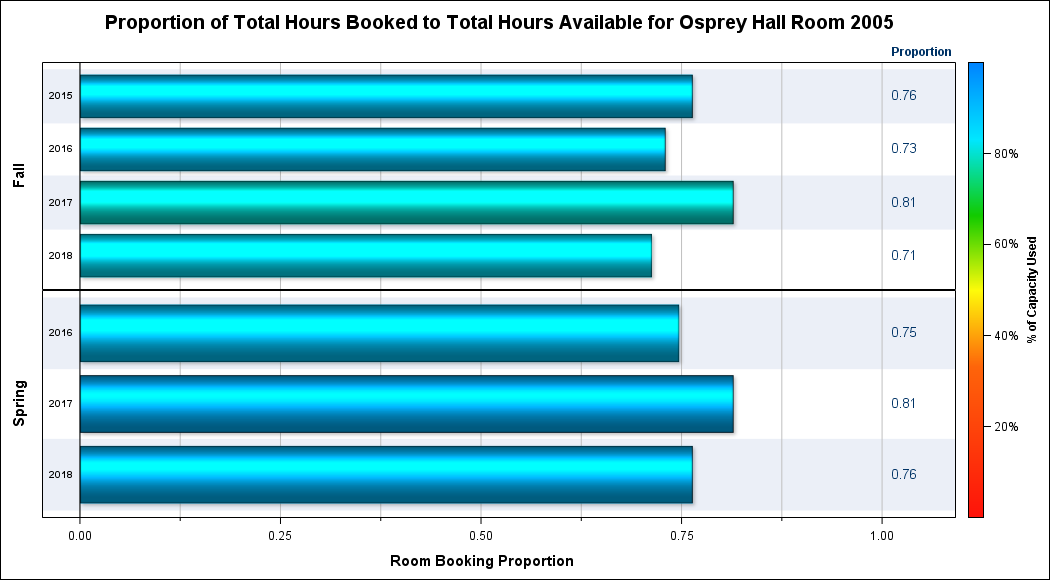 Proportion of Total Hours Booked to Total Hours Available for Osprey Hall Room 2005
Proportion
Fall
2015 0.76
2016 0.73
2017 0.81
2018 0.71
Spring
2016 0.75
2017 0.81
2018 0.76
0.00 0.25 0.50 0.75 1.00
Room Booking Proportion
80%
60%
40%
20%
% of Capacity Used